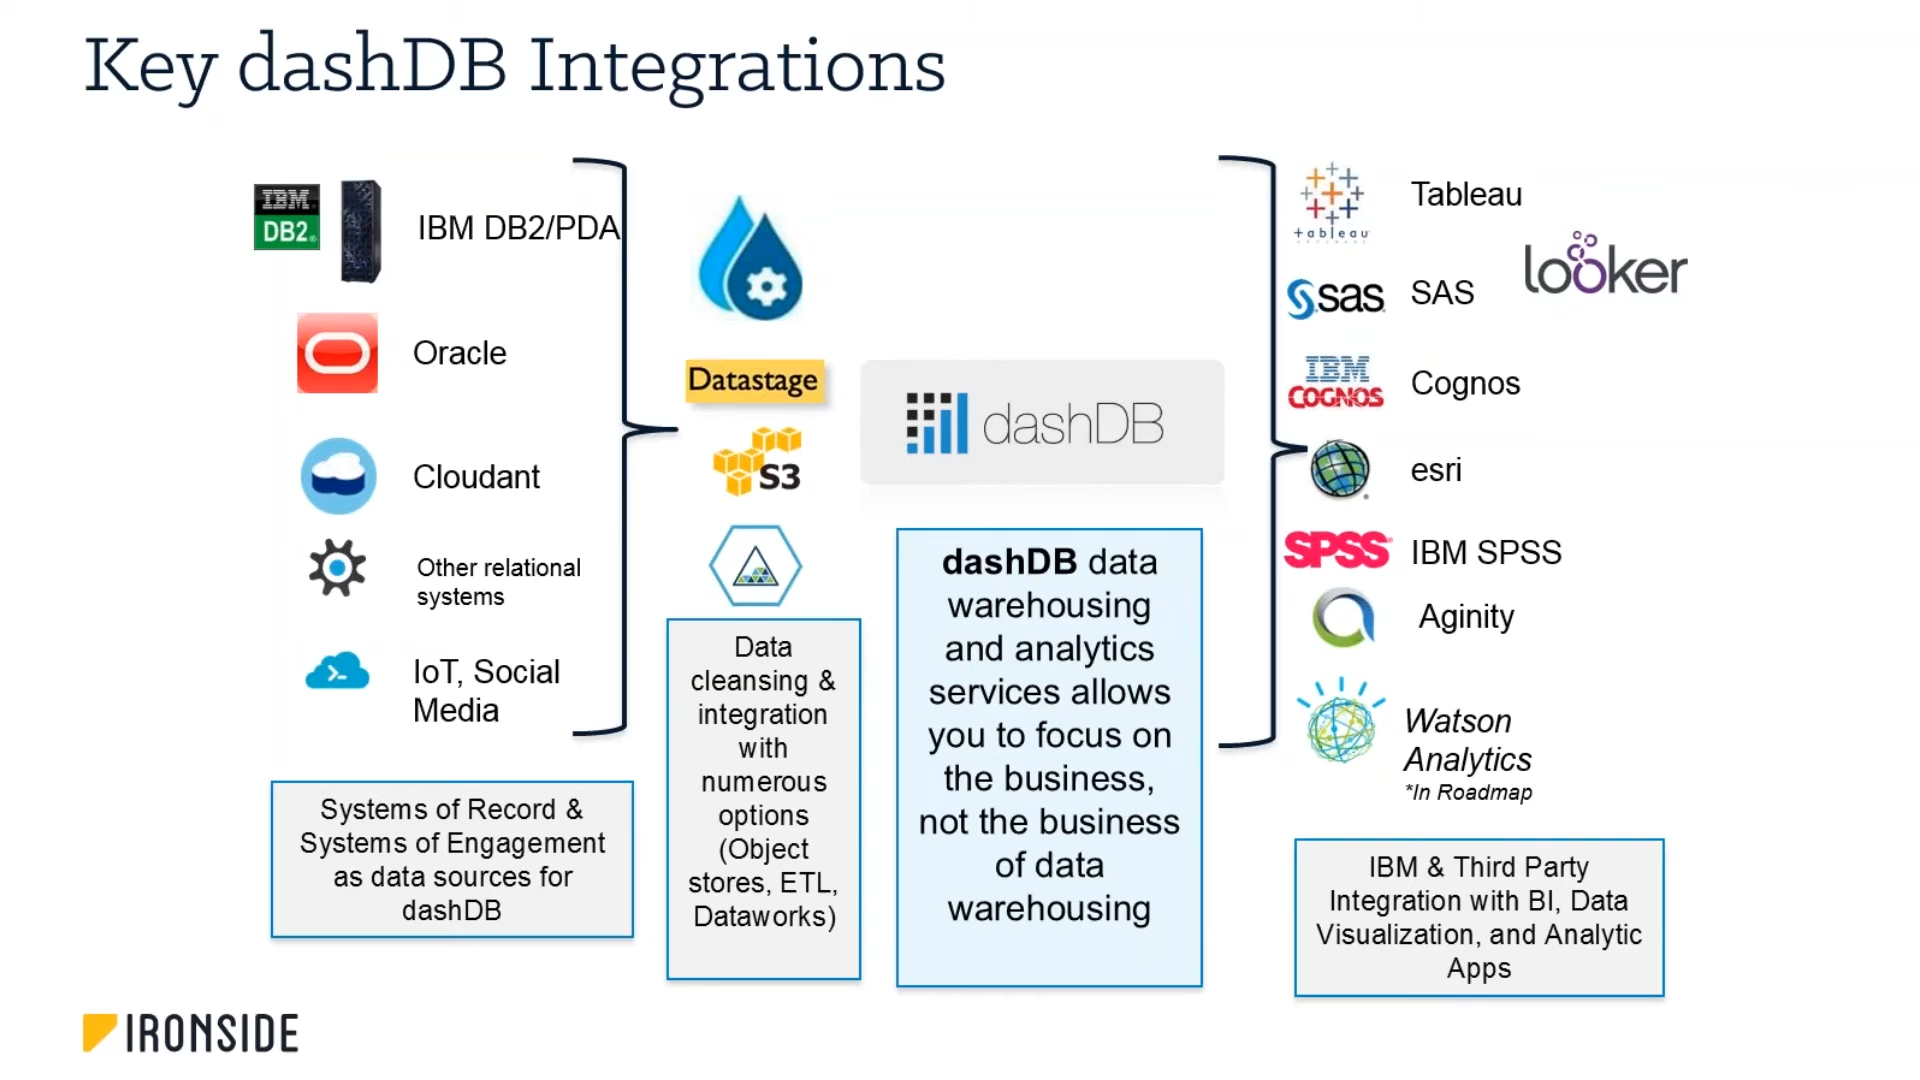 Key dashDB Integrations
IBM
DB2®
IBM DB2/PDA
Oracle
Cloudant
Other relational
systems
IoT, Social
Media
Systems of Record &
Systems of Engagement
as data sources for
dashDB
Datastage
S3
Data
cleansing &
integration
with
numerous
options
(Object
stores, ETL,
Dataworks)
dashDB
dashDB data
warehousing
and analytics
services allows
you to focus on
the business,
not the business
of data
warehousing
+ableau
Tableau
looker
sas
SAS
IBM
COGNOS
Cognos
esri
SPSS
IBM SPSS
Aginity
Watson
Analytics
*In Roadmap
IBM & Third Party
Integration with BI, Data
Visualization, and Analytic
Apps
IRONSIDE